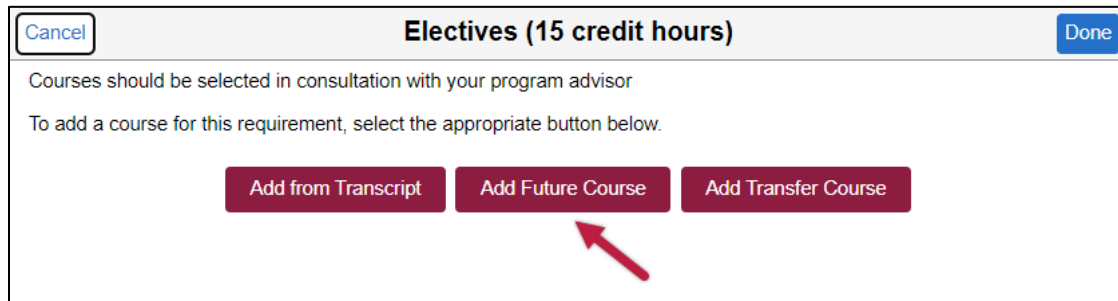 Cancel
Electives (15 credit hours)
Done
Courses should be selected in consultation with your program advisor
To add a course for this requirement, select the appropriate button below.
Add from Transcript
Add Future Course
Add Transfer Course